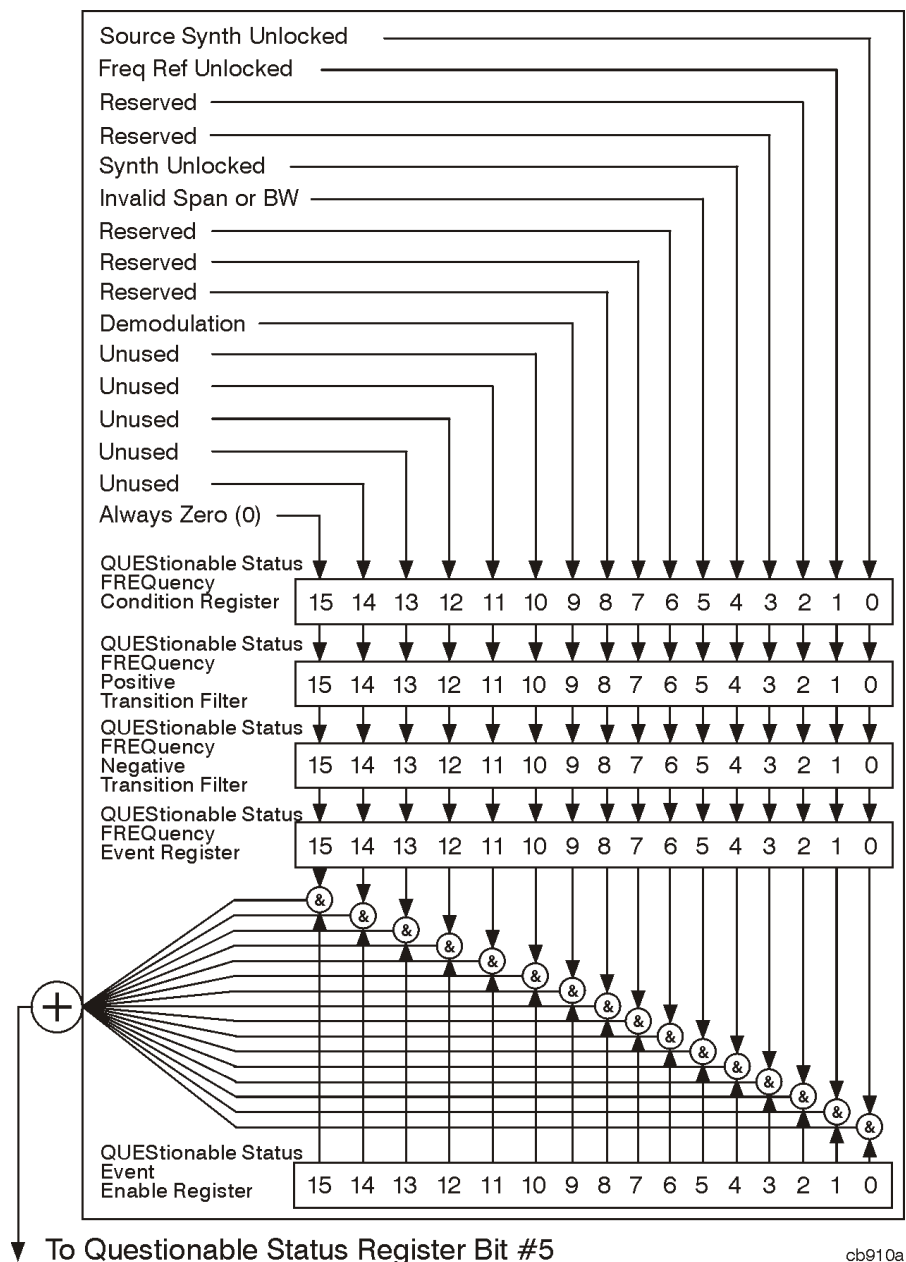 Source Synth Unlocked
Freq Ref Unlocked
Reserved
Reserved
Synth Unlocked
Invalid Span or BW
Reserved
Reserved
Reserved
Demodulation
Unused
Unused
Unused
Unused
Unused
Always Zero (0)
QUEStionable Status
FREQuency
Condition Register
15 14 13 12 11 10 9 8 7 6 5 4 3 2 1 0
QUEStionable Status
FREQuency
Positive
Transition Filter
15 14 13 12 11 10 9 8 7 6 5 4 3 2 1 0
QUEStionable Status
FREQuency
Negative
Transition Filter
15 14 13 12 11 10 9 8 7 6 5 4 3 2 1 0
QUEStionable Status
FREQuency
Event Register
15 14 13 12 11 10 9 8 7 6 5 4 3 2 1 0
& & & & & & & & & & & & & & & &
+
QUEStionable Status
Event
Enable Register
15 14 13 12 11 10 9 8 7 6 5 4 3 2 1 0
To Questionable Status Register Bit #5
cb910a